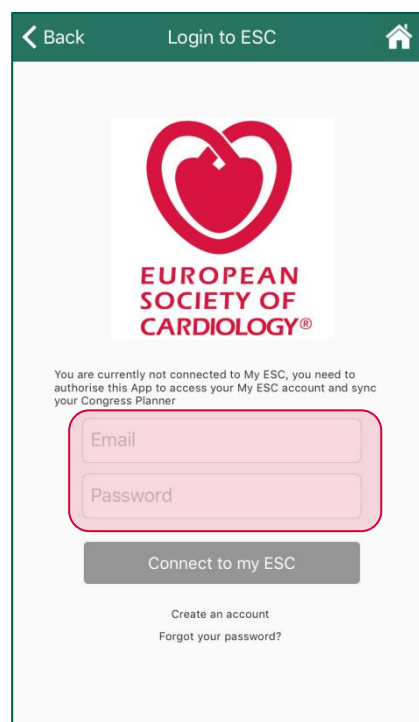 Back
Login to ESC
EUROPEAN
SOCIETY OF
CARDIOLOGY®
You are currently not connected to My ESC, you need to
authorise this App to access your My ESC account and sync
your Congress Planner
Email
Password
Connect to my ESC
Create an account
Forgot your password?